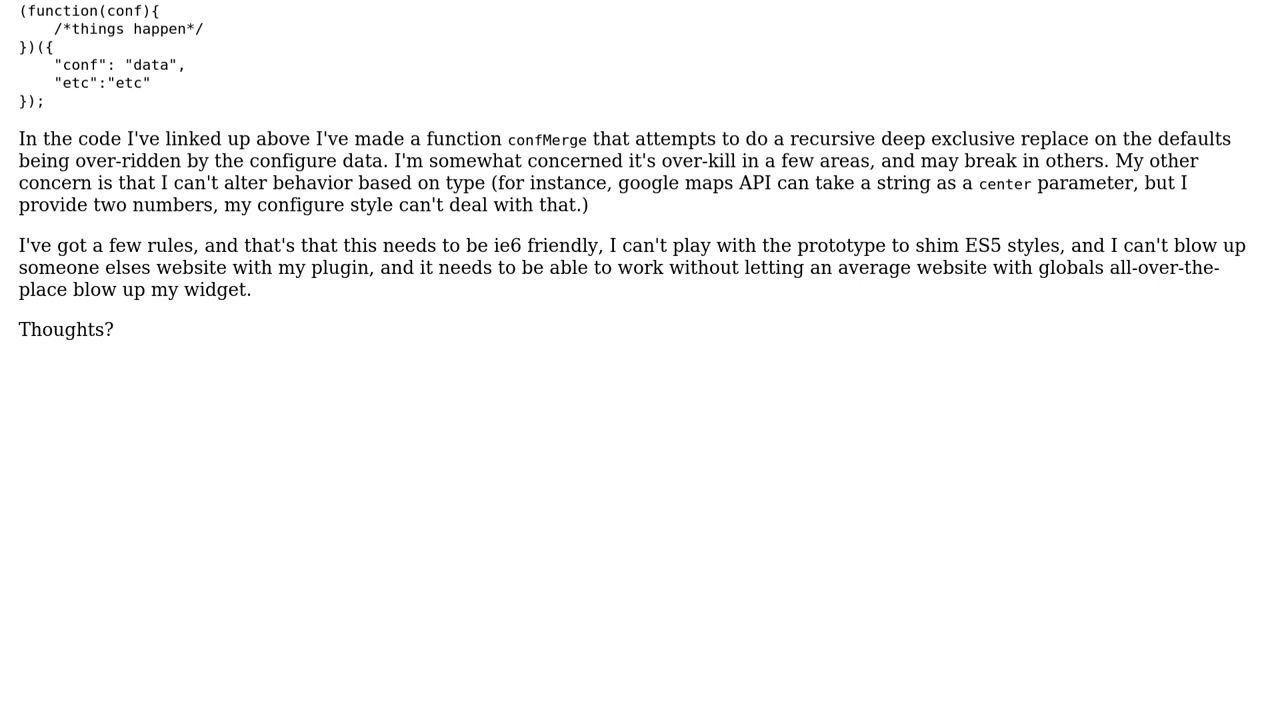 (function(conf){
    /*things happen*/
})({
    "conf": "data",
    "etc":"etc"
});
In the code I've linked up above I've made a function confMerge that attempts to do a recursive deep exclusive replace on the defaults
being over-ridden by the configure data. I'm somewhat concerned it's over-kill in a few areas, and may break in others. My other
concern is that I can't alter behavior based on type (for instance, google maps API can take a string as a center parameter, but I
provide two numbers, my configure style can't deal with that.)
I've got a few rules, and that's that this needs to be ie6 friendly, I can't play with the prototype to shim ES5 styles, and I can't blow up
someone elses website with my plugin, and it needs to be able to work without letting an average website with globals all-over-the-
place blow up my widget.
Thoughts?